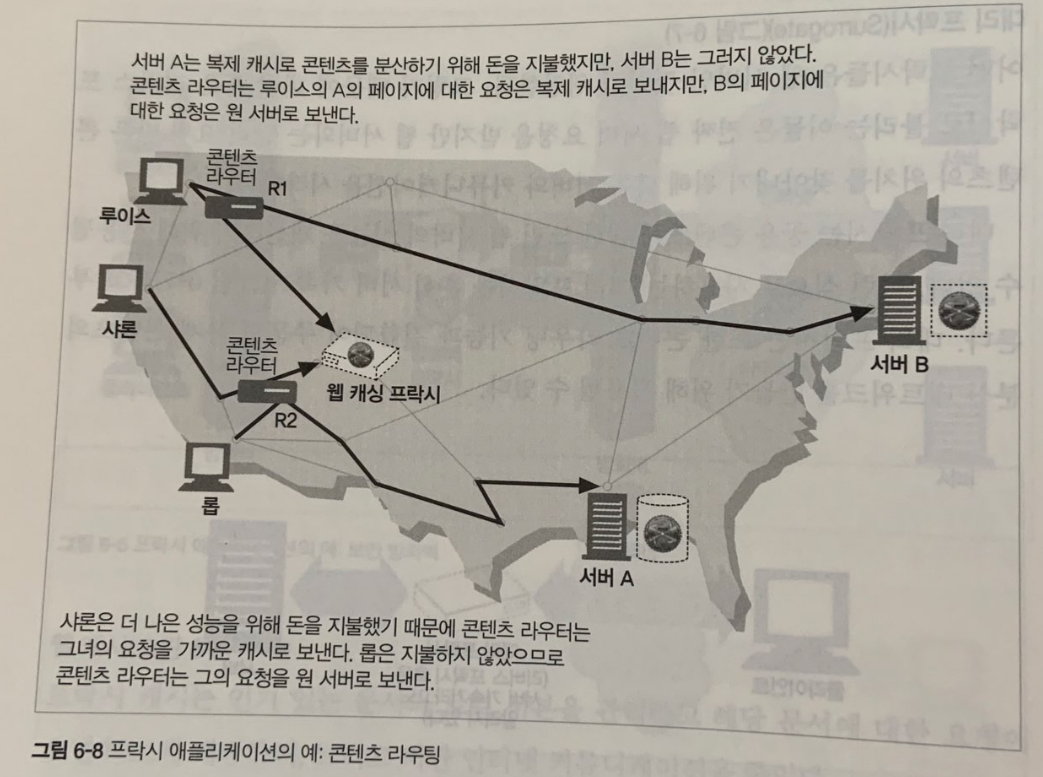 서버 A는 복제 캐시로 콘텐츠를 분산하기 위해 돈을 지불했지만, 서버 B는 그러지 않았다.
콘텐츠 라우터는 루이스의 A의 페이지에 대한 요청은 복제 캐시로 보내지만, B의 페이지에
대한 요청은 원 서버로 보낸다.
콘텐츠
라우터
R1
루이스
샤론
콘텐츠
라우터
웹 캐싱 프락시
R2
롭
서버 B
서버 A
샤론은 더 나은 성능을 위해 돈을 지불했기 때문에 콘텐츠 라우터는
그녀의 요청을 가까운 캐시로 보낸다. 롭은 지불하지 않았으므로
콘텐츠 라우터는 그의 요청을 원 서버로 보낸다.
그림 6-8 프락시 애플리케이션의 예: 콘텐츠 라우팅